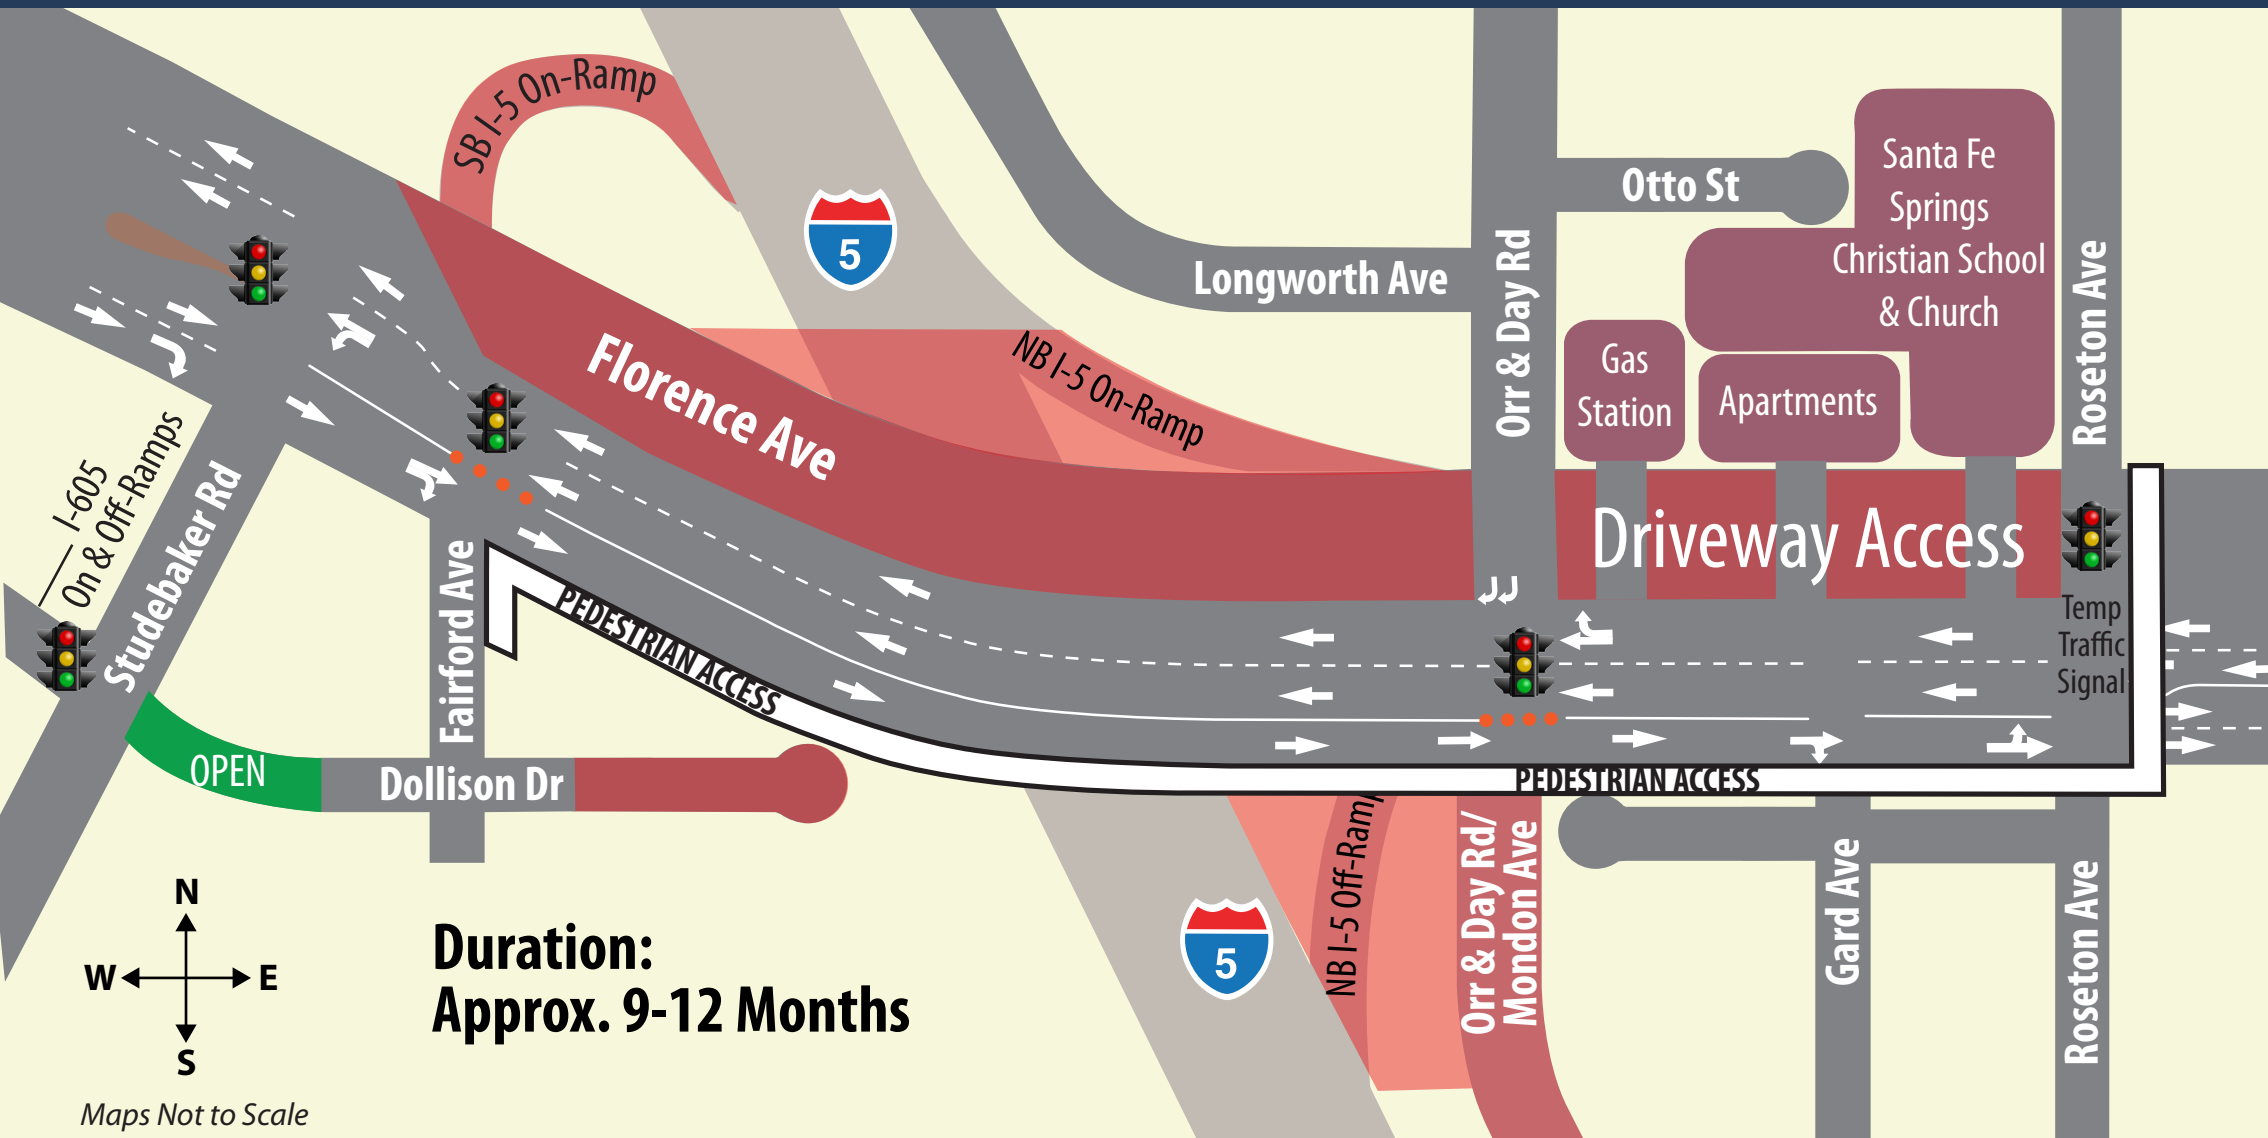 SB I-5 On-Ramp
5
Florence Ave
NB I-5 On-Ramp
Longworth Ave
Orr & Day Rd
Otto St
Santa Fe
Springs
Christian School
& Church
Gas
Station
Apartments
Roseton Ave
Driveway Access
Temp
Traffic
Signal
I-605
On & Off-Ramps
Studebaker Rd
Fairford Ave
PEDESTRIAN ACCESS
PEDESTRIAN ACCESS
OPEN
Dollison Dr
NB I-5 Off-Ramp
5
Orr & Day Rd/
Mondon Ave
Gard Ave
Roseton Ave
N
W
E
S
Duration:
Approx. 9-12 Months
Maps Not to Scale